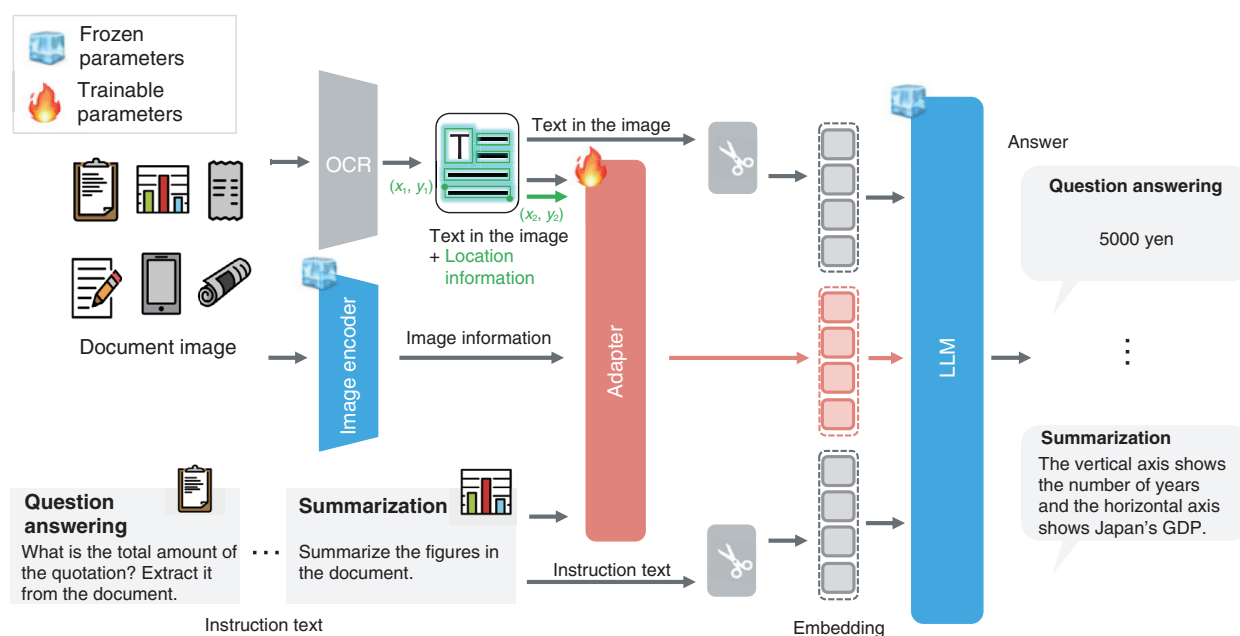 Frozen
parameters
Trainable
parameters
OCR
T
(x₁, y₁)
(x₂, y₂)
Text in the image
Text in the image
+ Location
information
Document image
Image encoder
Image information
Adapter
LLM
Answer
Question answering
5000 yen
⋮
Summarization
The vertical axis shows
the number of years
and the horizontal axis
shows Japan's GDP.
Question
answering
What is the total amount of
the quotation? Extract it
from the document.
...
Summarization
Summarize the figures in
the document.
Instruction text
Instruction text
Embedding